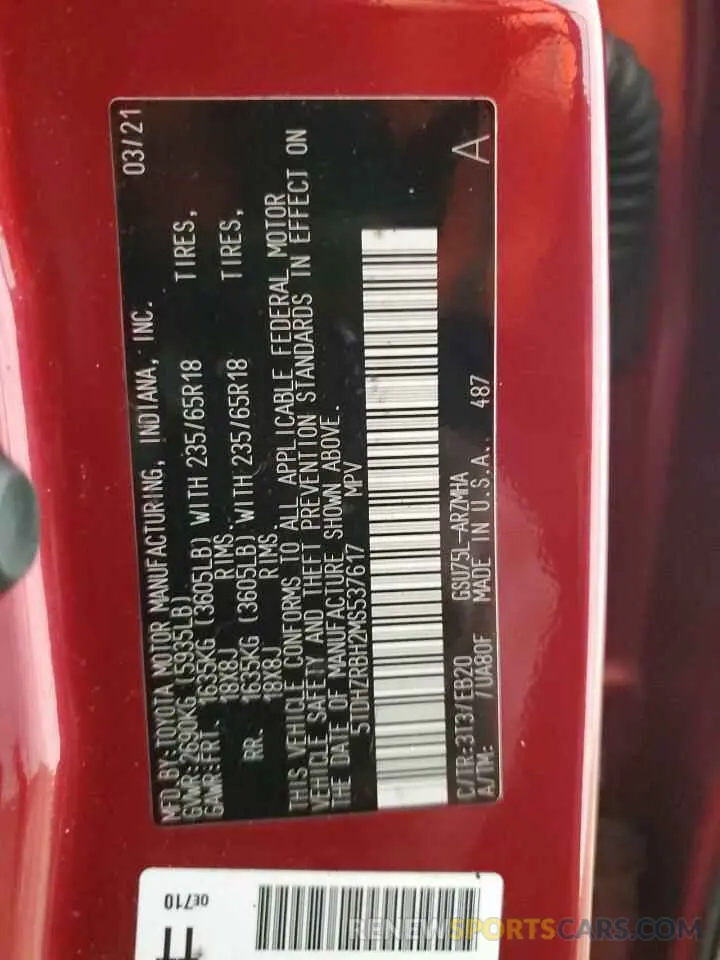 MFD.BY:TOYOTA MOTOR MANUFACTURING, INDIANA, INC. 03/21
GVWR:2690KG (5935LB)
GAWR:FRT. 1635KG (3605LB) WITH 235/65R18 TIRES,
18X8J RIMS.
RR. 1635KG (3605LB) WITH 235/65R18 TIRES,
18X8J RIMS.
THIS VEHICLE CONFORMS TO ALL APPLICABLE FEDERAL MOTOR
VEHICLE SAFETY AND THEFT PREVENTION STANDARDS IN EFFECT ON
THE DATE OF MANUFACTURE SHOWN ABOVE.
5TDHZRBH2MS537617 MPV
C/TR:3T3/EB20 GSU75L-ARZMHA A
A/TM: /UA80F MADE IN U.S.A. 487
0E710
RENEWSPORTSCARS.COM